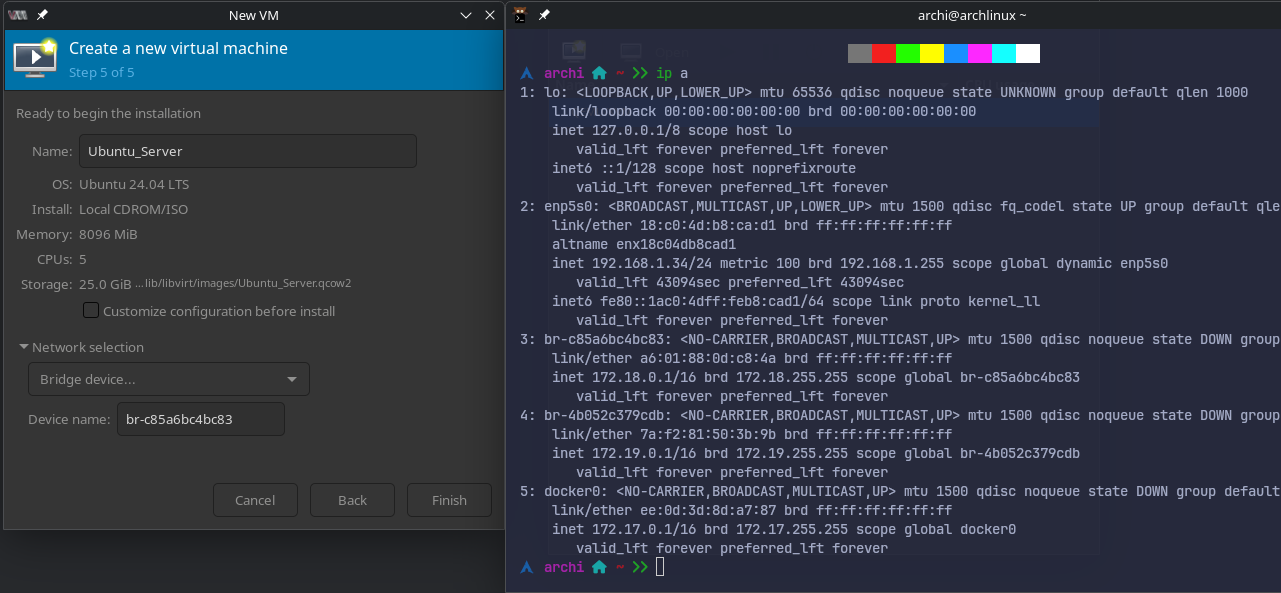 New VM
Create a new virtual machine
Step 5 of 5
Ready to begin the installation
Name: Ubuntu_Server
OS: Ubuntu 24.04 LTS
Install: Local CDROM/ISO
Memory: 8096 MiB
CPUs: 5
Storage: 25.0 GiB ...lib/libvirt/images/Ubuntu_Server.qcow2
Customize configuration before install
Network selection
Bridge device...
Device name: br-c85a6bc4bc83
Cancel Back Finish
archi@archlinux ~
archi ~ >> ip a
1: lo: <LOOPBACK,UP,LOWER_UP> mtu 65536 qdisc noqueue state UNKNOWN group default qlen 1000
link/loopback 00:00:00:00:00:00 brd 00:00:00:00:00:00
inet 127.0.0.1/8 scope host lo
valid_lft forever preferred_lft forever
inet6 ::1/128 scope host noprefixroute
valid_lft forever preferred_lft forever
2: enp5s0: <BROADCAST,MULTICAST,UP,LOWER_UP> mtu 1500 qdisc fq_codel state UP group default qle
link/ether 18:c0:4d:b8:ca:d1 brd ff:ff:ff:ff:ff:ff
altname enx18c04db8cad1
inet 192.168.1.34/24 metric 100 brd 192.168.1.255 scope global dynamic enp5s0
valid_lft 43094sec preferred_lft 43094sec
inet6 fe80::1ac0:4dff:feb8:cad1/64 scope link proto kernel_ll
valid_lft forever preferred_lft forever
3: br-c85a6bc4bc83: <NO-CARRIER,BROADCAST,MULTICAST,UP> mtu 1500 qdisc noqueue state DOWN group
link/ether a6:01:88:0d:c8:4a brd ff:ff:ff:ff:ff:ff
inet 172.18.0.1/16 brd 172.18.255.255 scope global br-c85a6bc4bc83
valid_lft forever preferred_lft forever
4: br-4b052c379cdb: <NO-CARRIER,BROADCAST,MULTICAST,UP> mtu 1500 qdisc noqueue state DOWN group
link/ether 7a:f2:81:50:3b:9b brd ff:ff:ff:ff:ff:ff
inet 172.19.0.1/16 brd 172.19.255.255 scope global br-4b052c379cdb
valid_lft forever preferred_lft forever
5: docker0: <NO-CARRIER,BROADCAST,MULTICAST,UP> mtu 1500 qdisc noqueue state DOWN group default
link/ether ee:0d:3d:8d:a7:87 brd ff:ff:ff:ff:ff:ff
inet 172.17.0.1/16 brd 172.17.255.255 scope global docker0
valid_lft forever preferred_lft forever
archi ~ >>